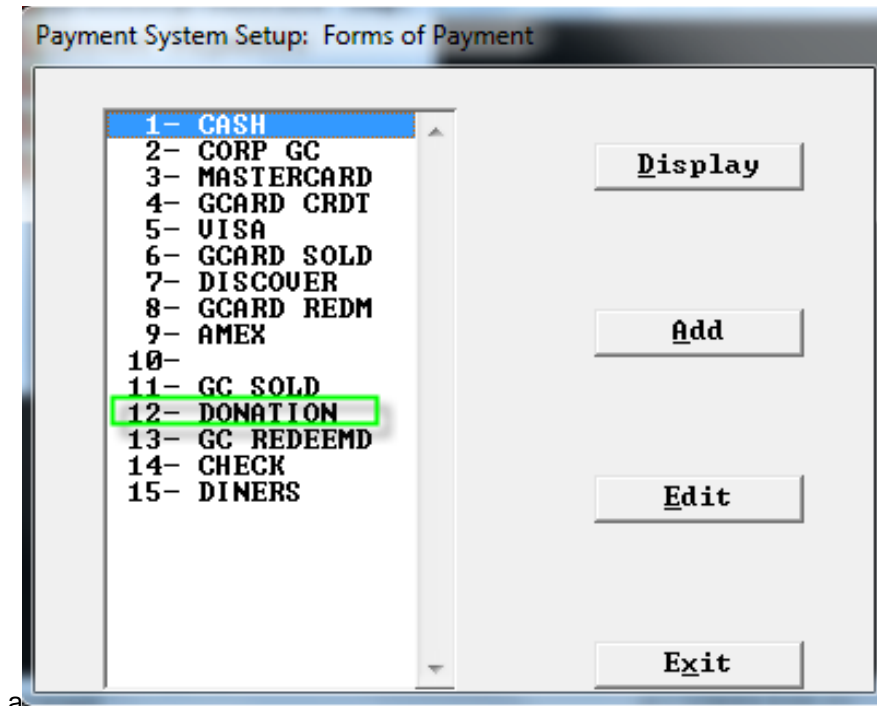 Payment System Setup: Forms of Payment
1- CASH
2- CORP GC
3- MASTERCARD
4- GCARD CRDT
5- VISA
6- GCARD SOLD
7- DISCOVER
8- GCARD REDM
9- AMEX
10-
11- GC SOLD
12- DONATION
13- GC REDEEMD
14- CHECK
15- DINERS
Display
Add
Edit
Exit
a